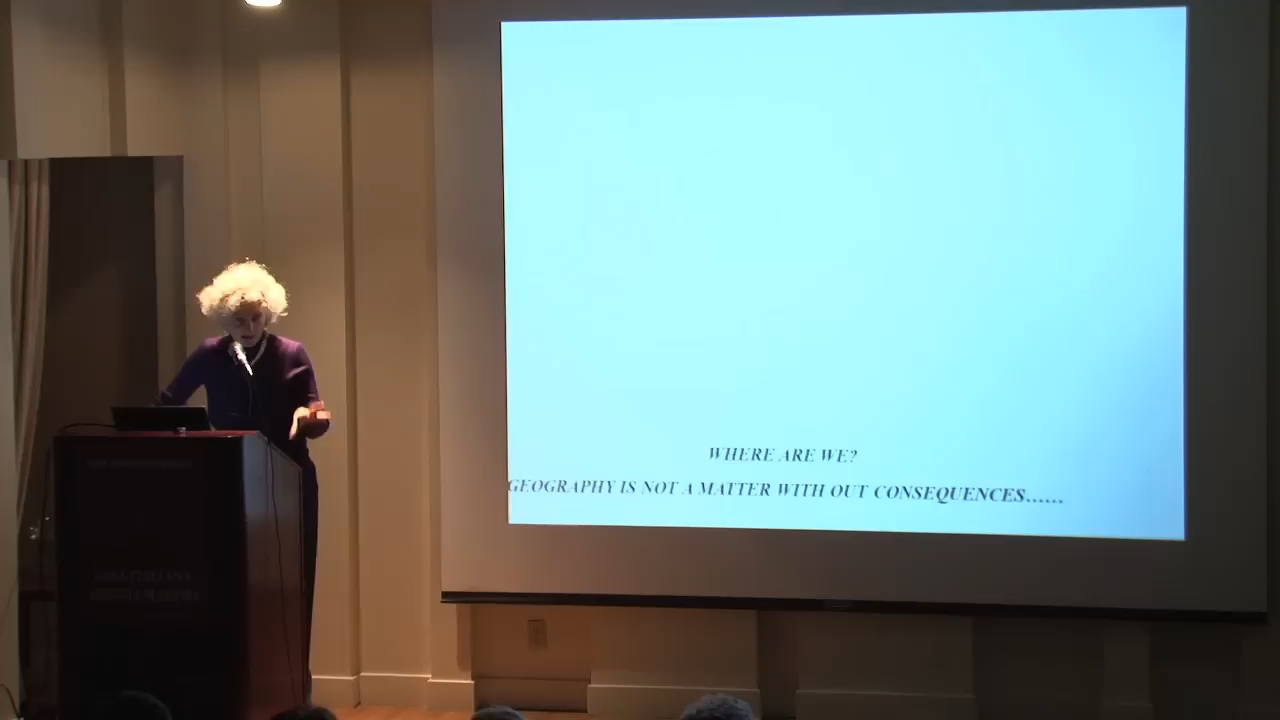 WHERE ARE WE?
GEOGRAPHY IS NOT A MATTER WITH OUT CONSEQUENCES......